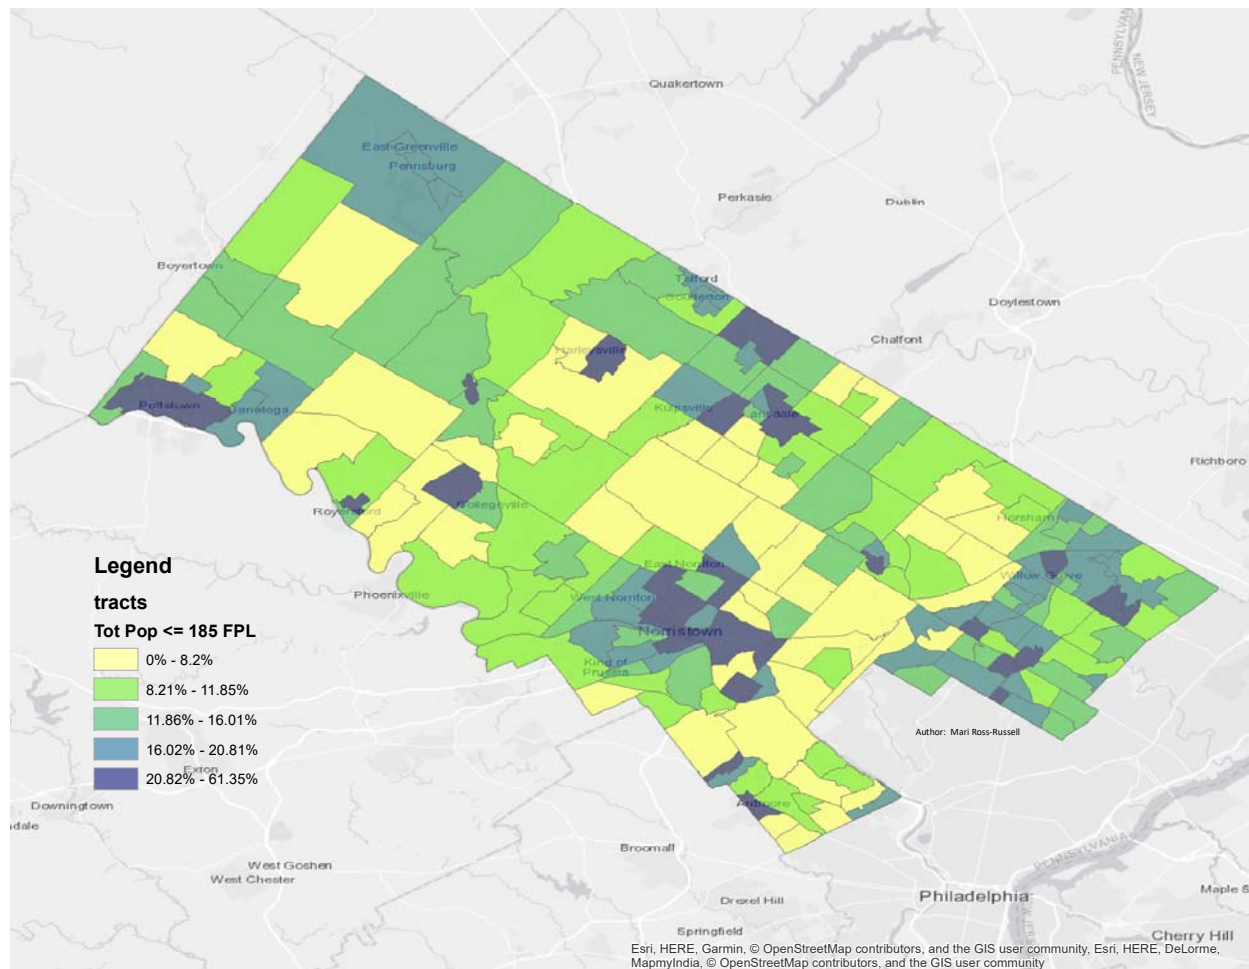 PENNSYLVAN
NEW JERSEY
Quakertown
East Greenville
Pennsburg
Perkasie
Dublin
Boyertown
Telford
Souderton
Doylestown
Chalfont
Harleysville
Pottstown
Sanatoga
Kulpsville
Lansdale
Richboro
Royersford
Collegeville
Horsham
Legend
tracts
Tot Pop <= 185 FPL
0% - 8.2%
8.21% - 11.85%
11.86% - 16.01%
16.02% - 20.81%
20.82% - 61.35%
East Norriton
Willow Grove
Phoenixville
West Norriton
Norristown
King of
Prussia
Author: Mari Ross-Russell
Exton
Downingtown
dale
Ardmore
Broomall
West Goshen
West Chester
PENNSYLVANIA
Drexel Hill
Philadelphia
Maple S
Springfield
Cherry Hill
Esri, HERE, Garmin, © OpenStreetMap contributors, and the GIS user community, Esri, HERE, DeLorme,
MapmyIndia, © OpenStreetMap contributors, and the GIS user community